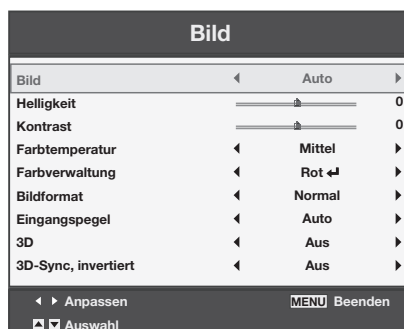 Bild
Bild Auto
Helligkeit 0
Kontrast 0
Farbtemperatur Mittel
Farbverwaltung Rot
Bildformat Normal
Eingangspegel Auto
3D Aus
3D-Sync, invertiert Aus
Anpassen MENU Beenden
Auswahl